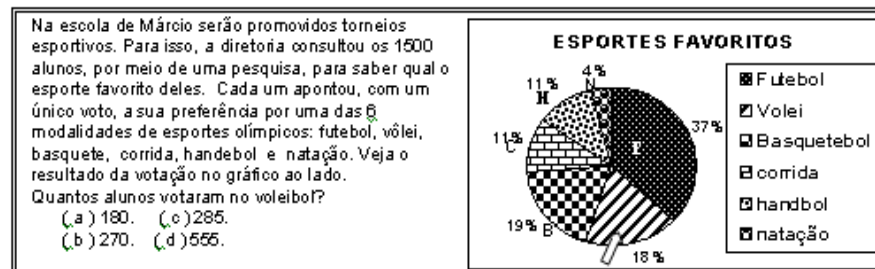 Na escola de Márcio serão promovidos torneios
esportivos. Para isso, a diretoria consultou os 1500
alunos, por meio de uma pesquisa, para saber qual o
esporte favorito deles. Cada um apontou, com um
único voto, a sua preferência por uma das 6
modalidades de esportes olímpicos: futebol, vôlei,
basquete, corrida, handebol e natação. Veja o
resultado da votação no gráfico ao lado.
Quantos alunos votaram no voleibol?
(a) 180. (c) 285.
(b) 270. (d) 555.
ESPORTES FAVORITOS
4%
N
11%
H
37%
F
11%
C
19%
B
18%
Futebol
Volei
Basquetebol
corrida
handbol
natação